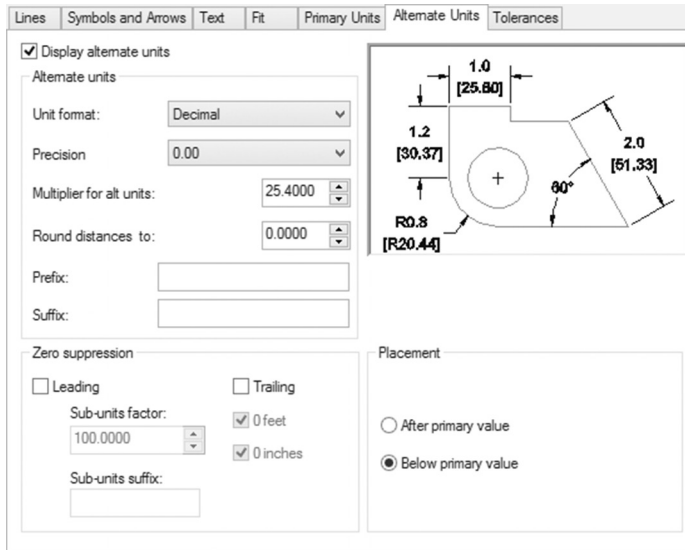 Lines Symbols and Arrows Text Fit Primary Units Alternate Units Tolerances
Display alternate units
Alternate units
Unit format: Decimal
Precision 0.00
Multiplier for alt units: 25.4000
Round distances to: 0.0000
Prefix:
Suffix:
1.0
[25.60]
1.2
[30.37]
2.0
[51.33]
60°
R0.8
[R20.44]
Zero suppression
Leading
Trailing
Sub-units factor:
100.0000
0 feet
0 inches
Sub-units suffix:
Placement
After primary value
Below primary value